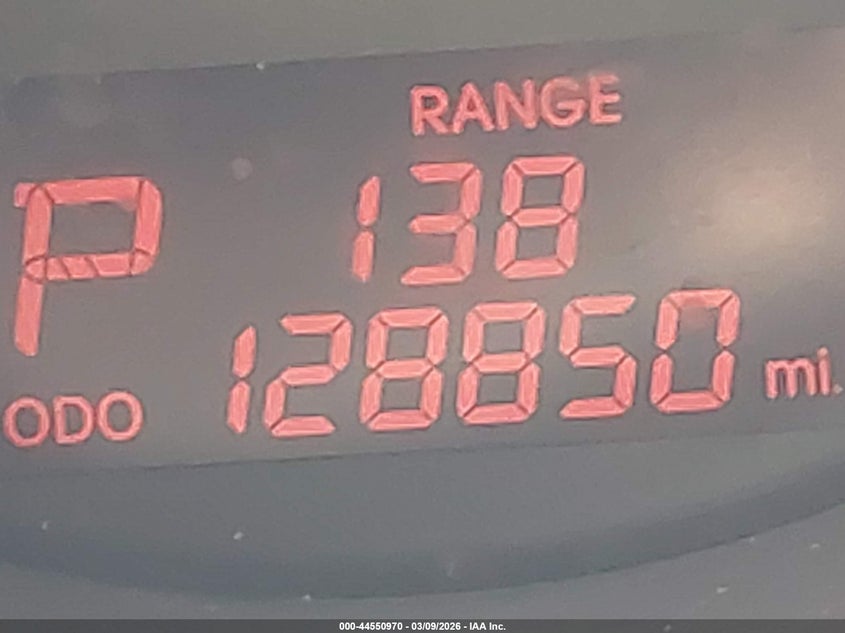 RANGE
P 138
128850 mi.
ODO
000-44550970 - 03/09/2026 - IAA Inc.